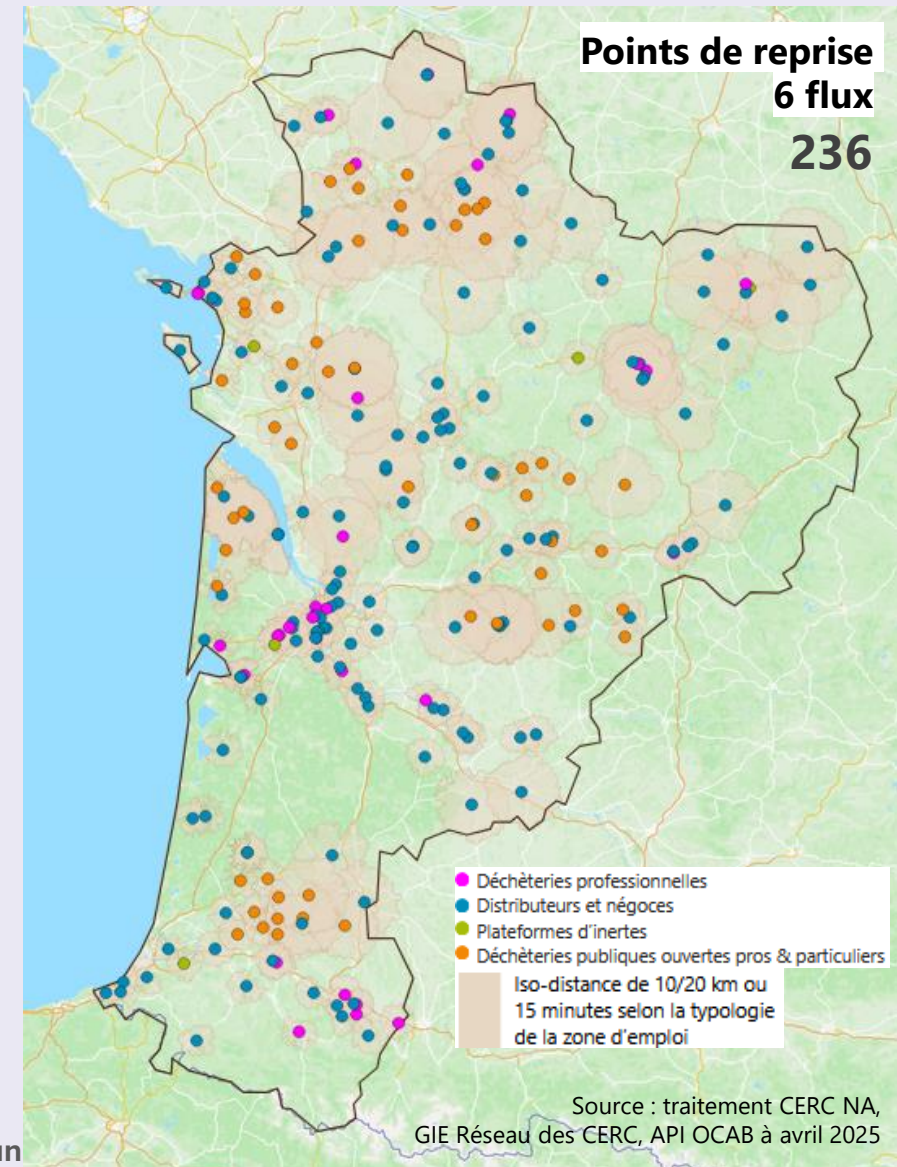 Points de reprise
6 flux
236
Déchèteries professionnelles
Distributeurs et négoces
Plateformes d'inertes
Déchèteries publiques ouvertes pros & particuliers
Iso-distance de 10/20 km ou
15 minutes selon la typologie
de la zone d'emploi
Source : traitement CERC NA,
GIE Réseau des CERC, API OCAB à avril 2025
un